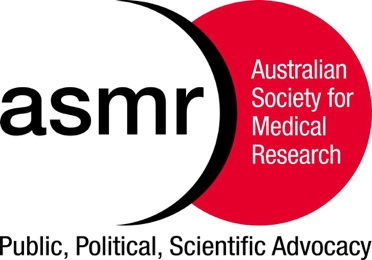 asmr
Australian
Society for
Medical
Research
Public, Political, Scientific Advocacy